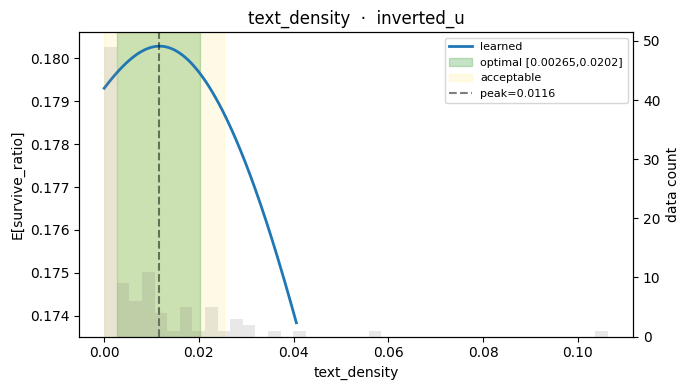 text_density · inverted_u
learned
optimal [0.00265,0.0202]
acceptable
peak=0.0116
E[survive_ratio]
0.180
0.179
0.178
0.177
0.176
0.175
0.174
50
40
30
20
10
0
data count
0.00 0.02 0.04 0.06 0.08 0.10
text_density